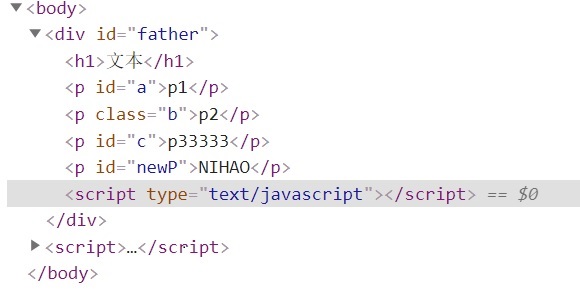 ▼<body>
▼<div id="father">
<h1>文本</h1>
<p id="a">p1</p>
<p class="b">p2</p>
<p id="c">p33333</p>
<p id="newP">NIHAO</p>
<script type="text/javascript"></script> == $0
</div>
▶<script>…</script>
</body>